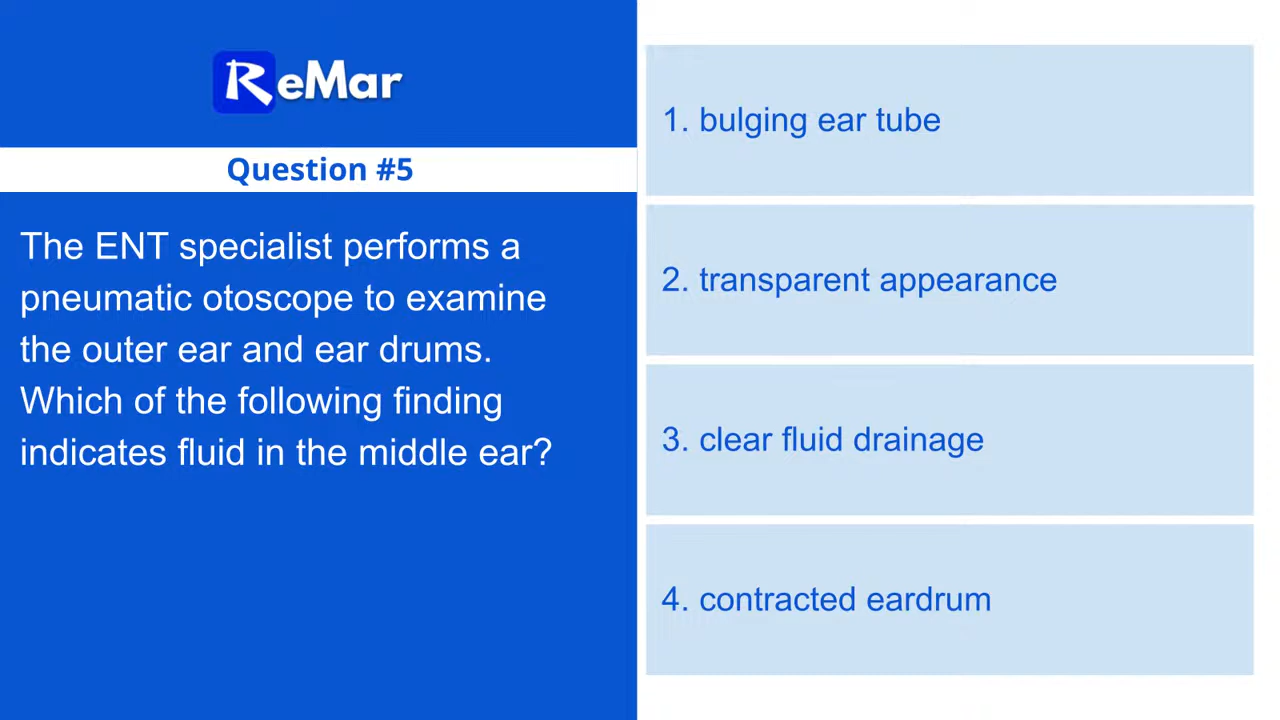 ReMar
Question #5
The ENT specialist performs a
pneumatic otoscope to examine
the outer ear and ear drums.
Which of the following finding
indicates fluid in the middle ear?
1. bulging ear tube
2. transparent appearance
3. clear fluid drainage
4. contracted eardrum